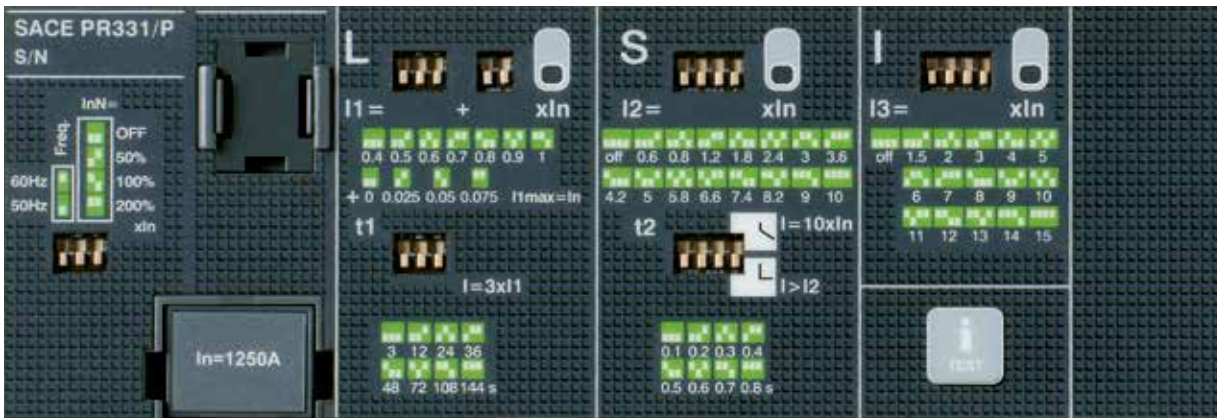 SACE PR331/P
S/N
InN=
Freq.
OFF
50%
100%
200%
60Hz
50Hz
xIn
In=1250A
L
I1= + xIn
0.4 0.5 0.6 0.7 0.8 0.9 1
+ 0 0.025 0.05 0.075 I1max=In
t1
I=3xI1
3 12 24 36
48 72 108 144 s
S
I2= xIn
off 0.6 0.8 1.2 1.8 2.4 3 3.6
4.2 5 5.8 6.6 7.4 8.2 9 10
t2
I=10xIn
I>I2
0.1 0.2 0.3 0.4
0.5 0.6 0.7 0.8 s
I
I3= xIn
off 1.5 2 3 4 5
6 7 8 9 10
11 12 13 14 15
i
TEST